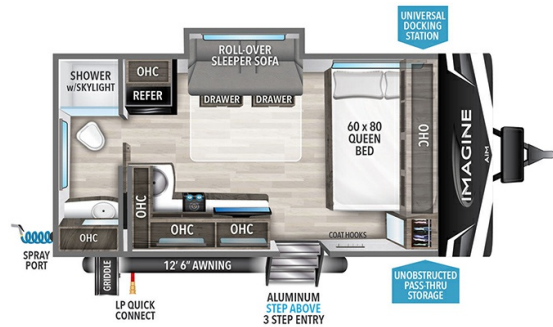 UNIVERSAL
DOCKING
STATION
ROLL-OVER
SLEEPER SOFA
OHC
SHOWER
w/SKYLIGHT
REFER
DRAWER
DRAWER
60 x 80
QUEEN
BED
OHC
IMAGINE
AIM
OHC
OHC
OHC
OHC
COAT HOOKS
SPRAY
PORT
GRIDDLE
12' 6" AWNING
LP QUICK
CONNECT
ALUMINUM
STEP ABOVE
3 STEP ENTRY
UNOBSTRUCTED
PASS-THRU
STORAGE